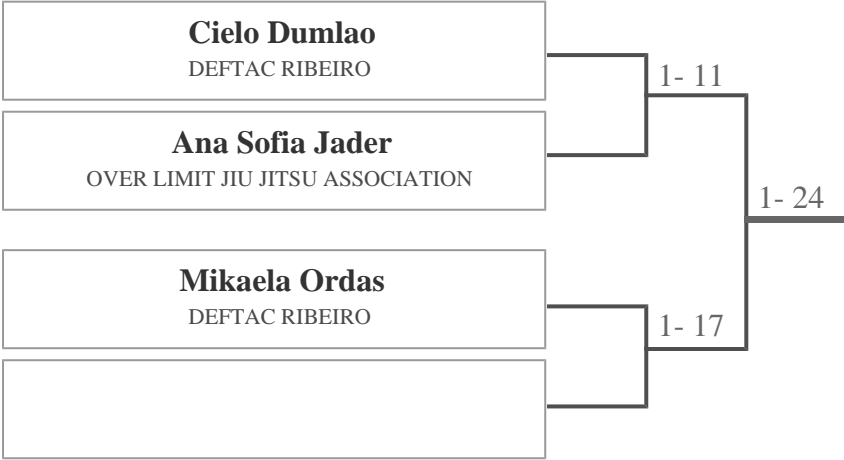 Cielo Dumlao
DEFTAC RIBEIRO
1- 11
Ana Sofia Jader
OVER LIMIT JIU JITSU ASSOCIATION
1- 24
Mikaela Ordas
DEFTAC RIBEIRO
1- 17